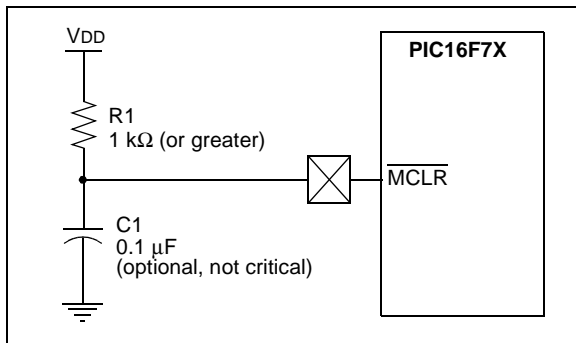 VDD
PIC16F7X
R1
1 kΩ (or greater)
MCLR
C1
0.1 μF
(optional, not critical)